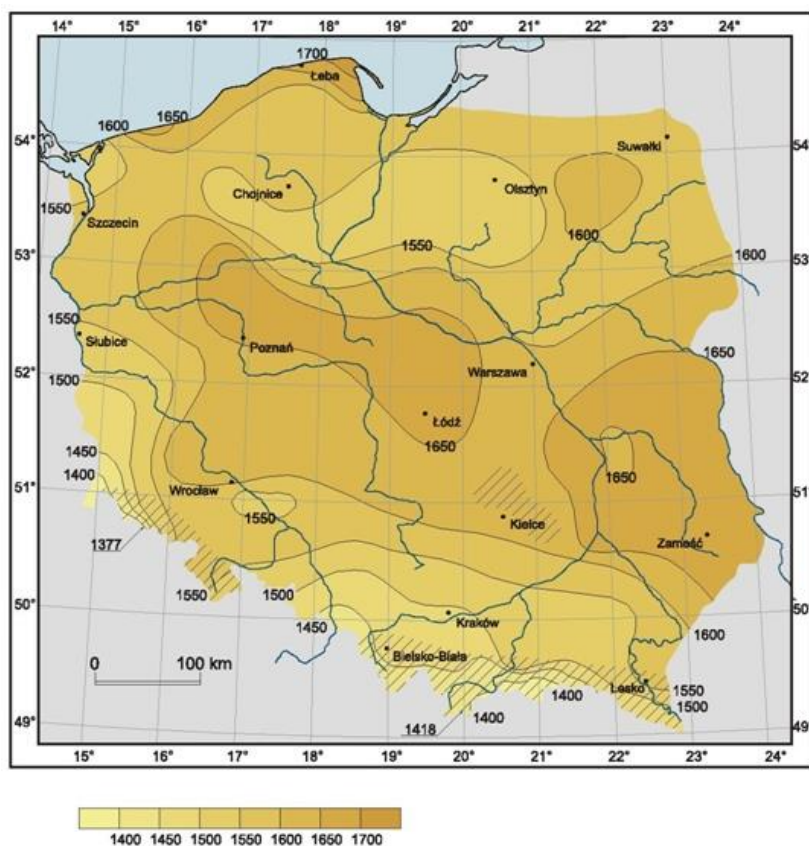 14° 15° 16° 17° 18° 19° 20° 21° 22° 23° 24°
1700
Łeba
1650
1600
54° 54
Suwałki
Chojnice
Olsztyn
1550
Szczecin
1600
1550
1600
53° 53
1550
Słubice
Poznań
1650
Warszawa
52° 52
1500
Łódź
1650
1450
1650
1400
Wrocław
51° 51
1550
Kielce
1377
Zamość
1550
1500
50° 50
1450
Kraków
1600
0 100 km
Bielsko-Biała
Lesko
1550
1400
1500
1400
49° 49
1418
15° 16° 17° 18° 19° 20° 21° 22° 23° 24°
1400 1450 1500 1550 1600 1650 1700